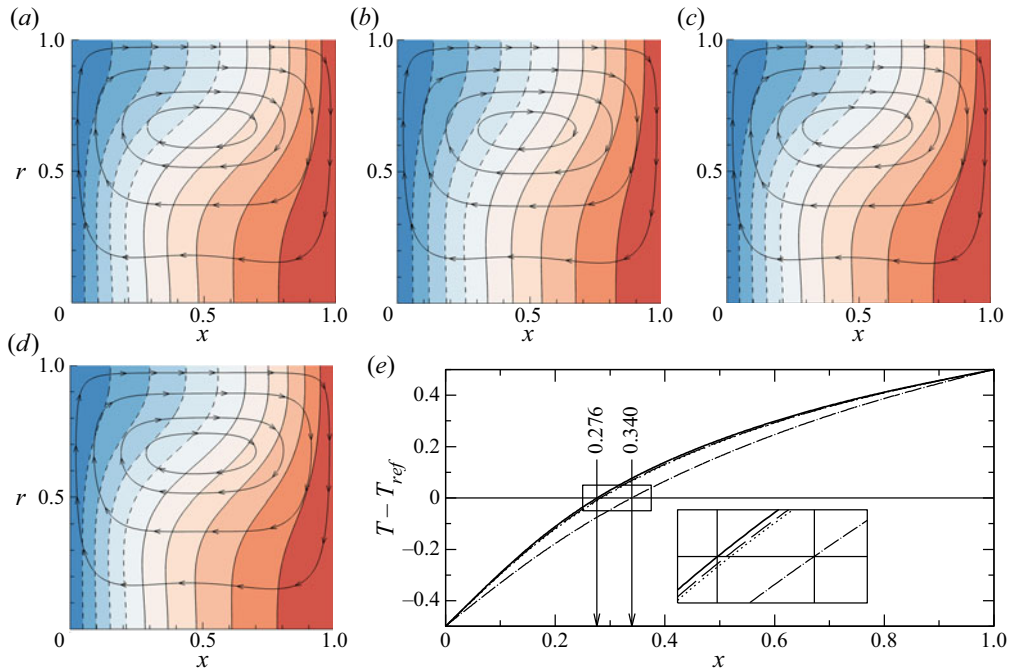 (a) (b) (c)
1.0 1.0 1.0
r 0.5 0.5 0.5
0 0.5 1.0 0 0.5 1.0 0 0.5 1.0
x x x
(d) (e)
1.0
r 0.5
0 0.5 1.0
x
0.4
0.2
0
−0.2
−0.4
T − T_ref
0.276
0.340
0 0.2 0.4 0.6 0.8 1.0
x